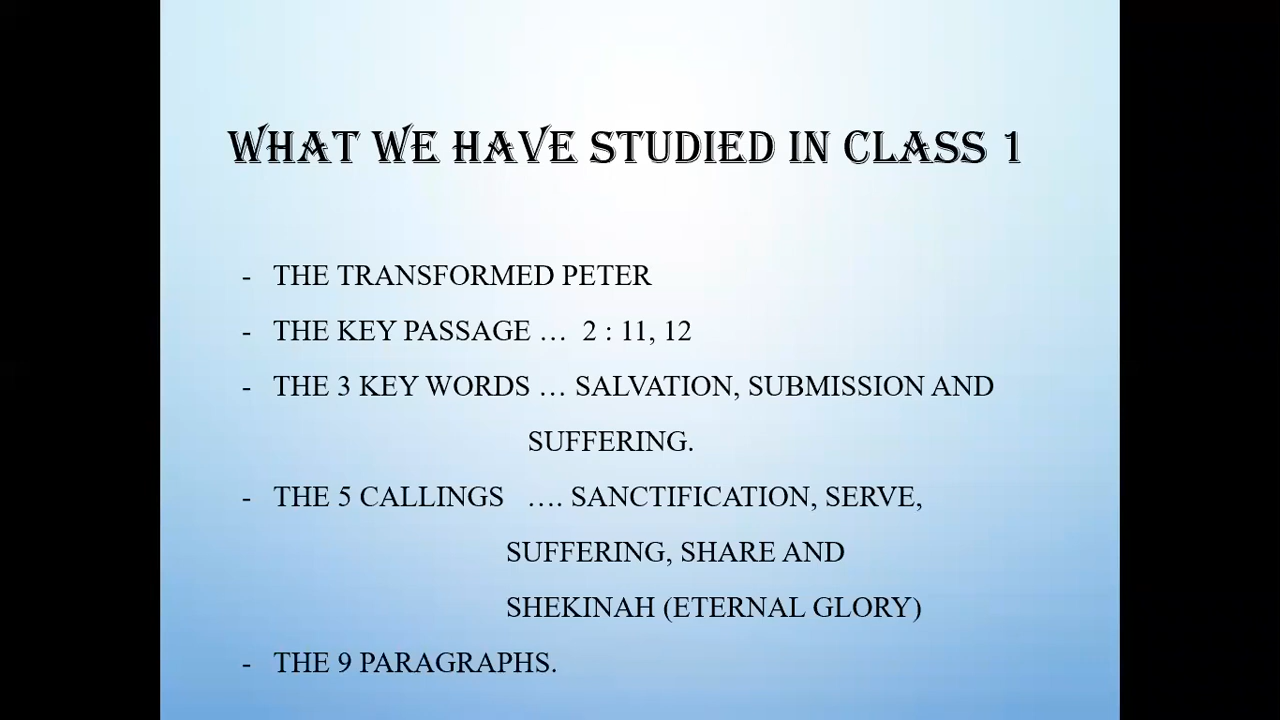 WHAT WE HAVE STUDIED IN CLASS 1
- THE TRANSFORMED PETER
- THE KEY PASSAGE … 2 : 11, 12
- THE 3 KEY WORDS … SALVATION, SUBMISSION AND
SUFFERING.
- THE 5 CALLINGS …. SANCTIFICATION, SERVE,
SUFFERING, SHARE AND
SHEKINAH (ETERNAL GLORY)
- THE 9 PARAGRAPHS.